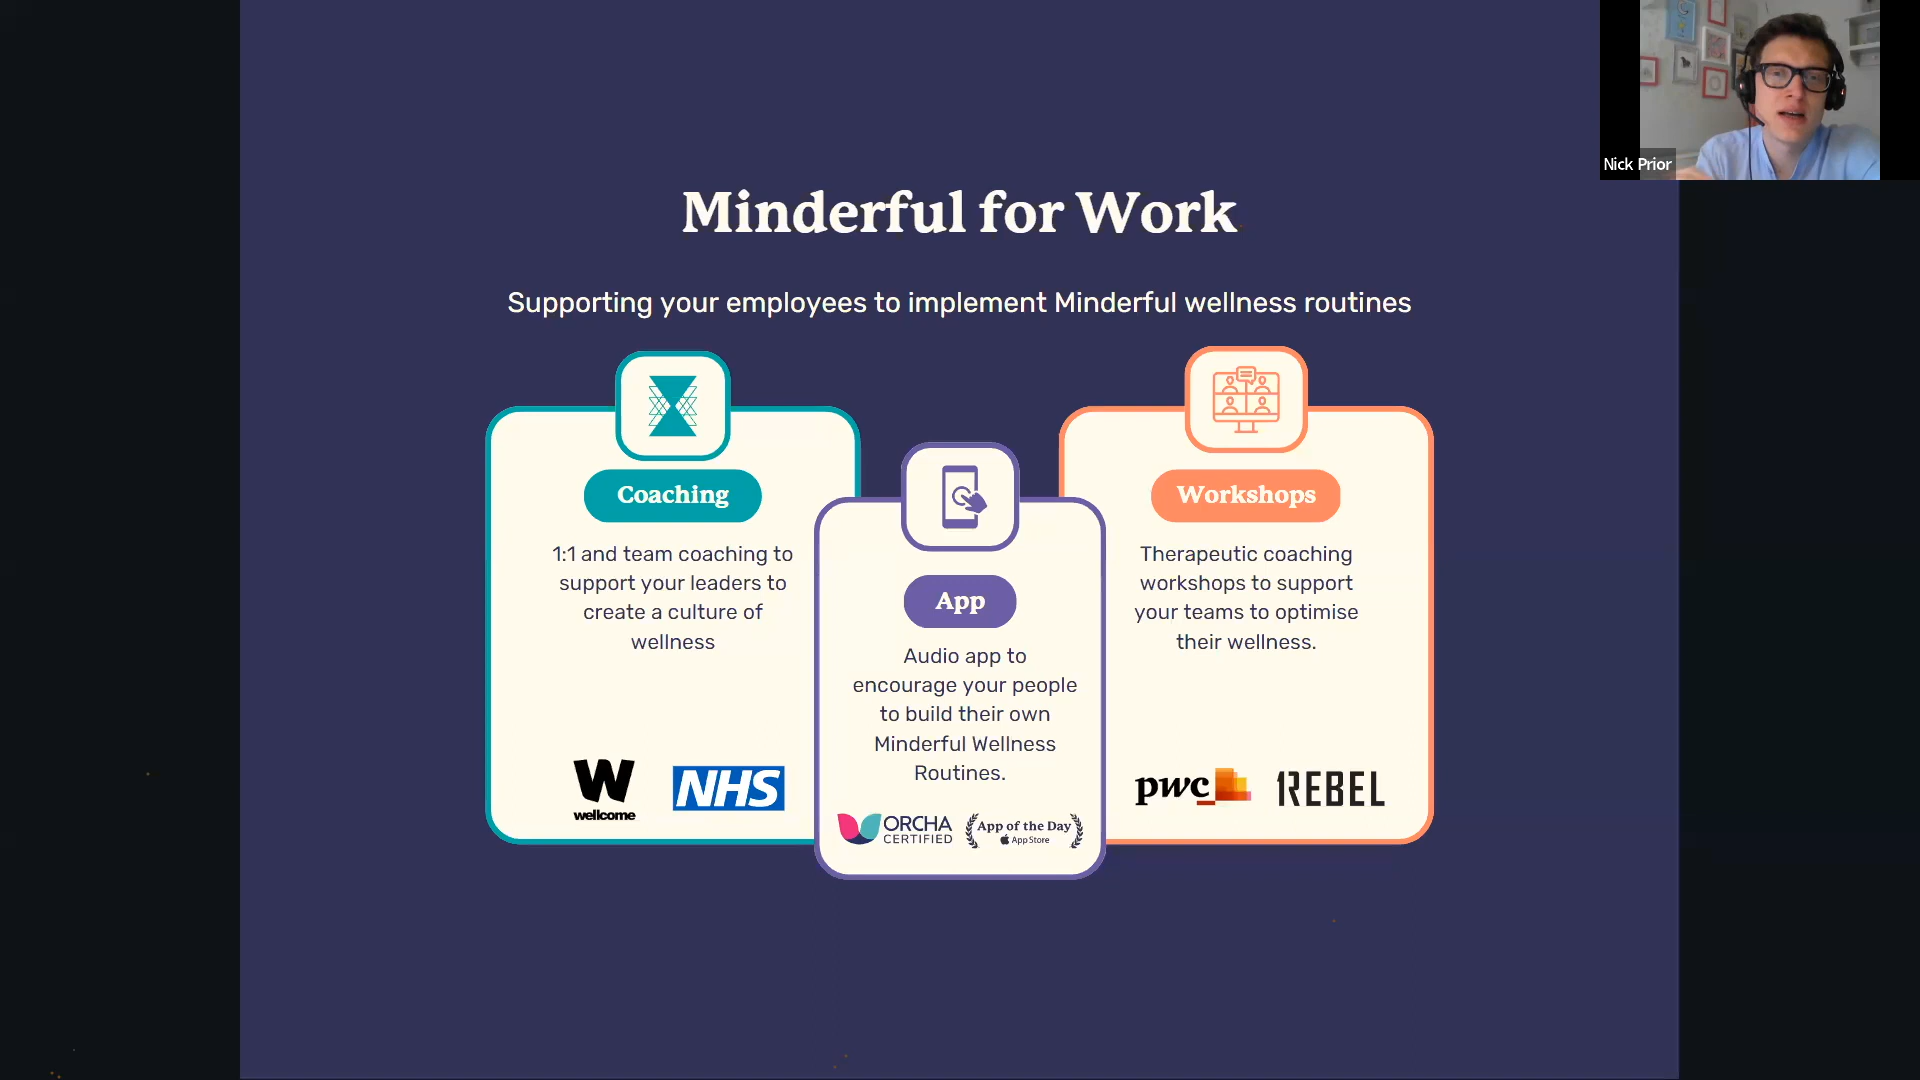 Nick Prior
Minderful for Work
Supporting your employees to implement Minderful wellness routines
Coaching
1:1 and team coaching to
support your leaders to
create a culture of
wellness
W
wellcome
NHS
App
Audio app to
encourage your people
to build their own
Minderful Wellness
Routines.
ORCHA
CERTIFIED
App of the Day
App Store
Workshops
Therapeutic coaching
workshops to support
your teams to optimise
their wellness.
pwc
1REBEL